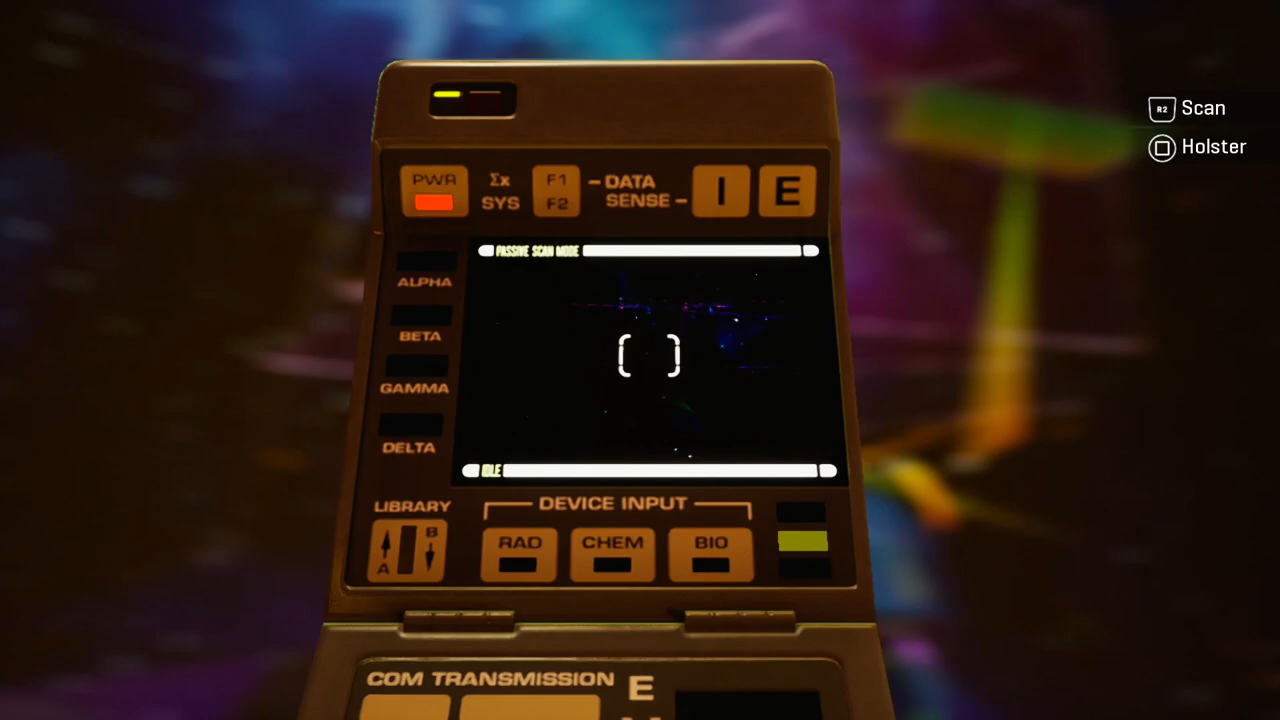 R2 Scan
Holster
PWR
Σx
SYS
F1
F2
DATA
SENSE
I
E
PASSIVE SCAN MODE
ALPHA
BETA
GAMMA
DELTA
IDLE
LIBRARY
A
B
DEVICE INPUT
RAD
CHEM
BIO
COM TRANSMISSION
E